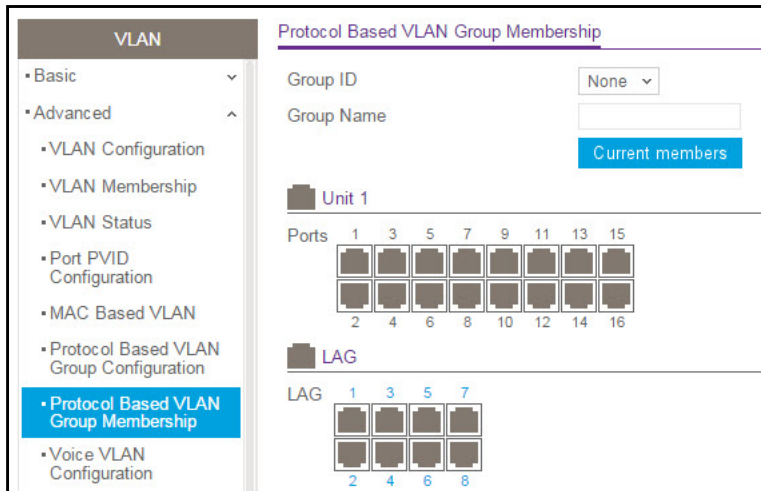 VLAN
Basic
Advanced
VLAN Configuration
VLAN Membership
VLAN Status
Port PVID
Configuration
MAC Based VLAN
Protocol Based VLAN
Group Configuration
Protocol Based VLAN
Group Membership
Voice VLAN
Configuration
Protocol Based VLAN Group Membership
Group ID None
Group Name
Current members
Unit 1
Ports 1 3 5 7 9 11 13 15
2 4 6 8 10 12 14 16
LAG
LAG 1 3 5 7
2 4 6 8